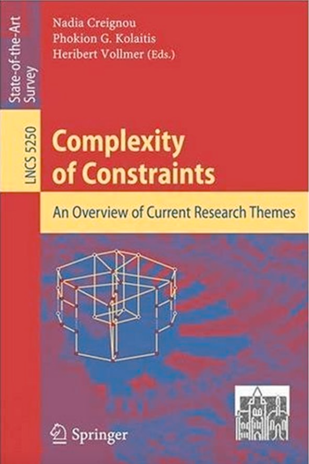 Nadia Creignou
Phokion G. Kolaitis
Heribert Vollmer (Eds.)
State-of-the-Art
Survey
LNCS 5250
Complexity
of Constraints
An Overview of Current Research Themes
Springer